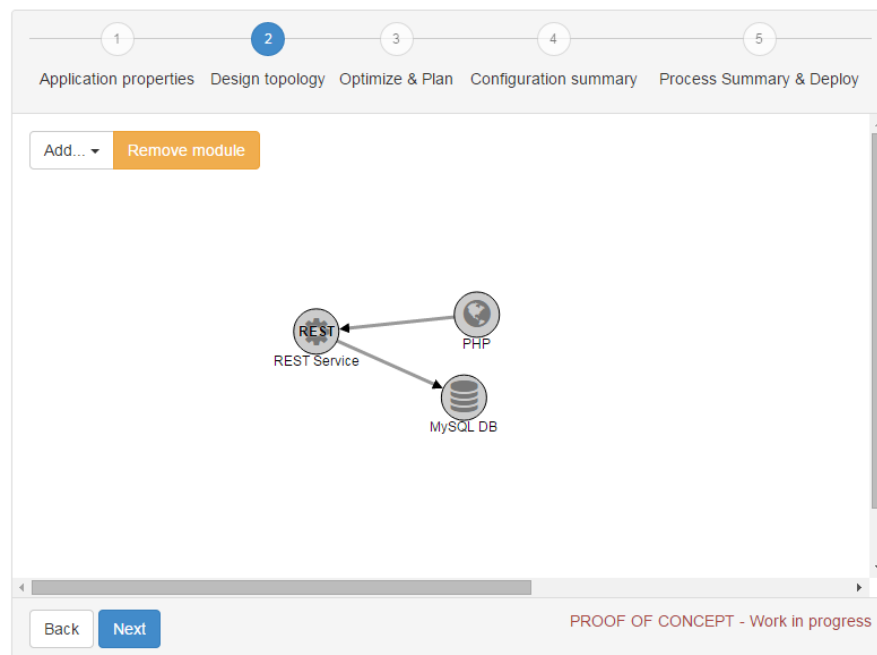 1 2 3 4 5
Application properties Design topology Optimize & Plan Configuration summary Process Summary & Deploy
Add... Remove module
REST
REST Service
PHP
MySQL DB
Back Next PROOF OF CONCEPT - Work in progress